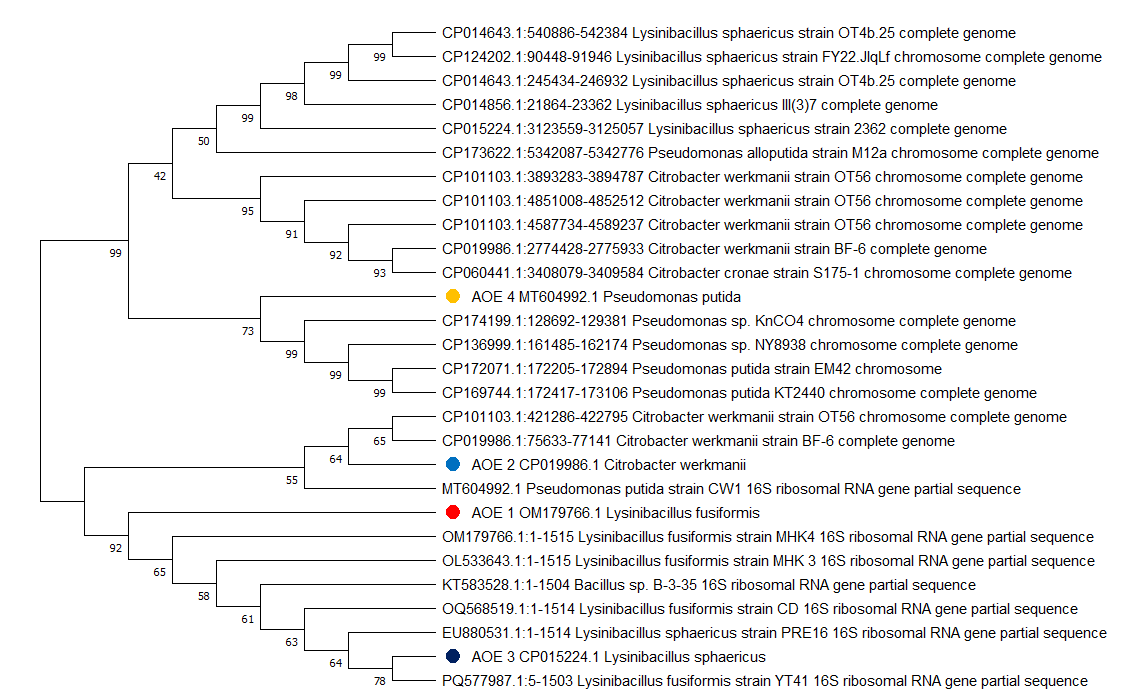 CP014643.1:540886-542384 Lysinibacillus sphaericus strain OT4b.25 complete genome
99
CP124202.1:90448-91946 Lysinibacillus sphaericus strain FY22.JlqLf chromosome complete genome
99
CP014643.1:245434-246932 Lysinibacillus sphaericus strain OT4b.25 complete genome
98
CP014856.1:21864-23362 Lysinibacillus sphaericus III(3)7 complete genome
99
CP015224.1:3123559-3125057 Lysinibacillus sphaericus strain 2362 complete genome
50
CP173622.1:5342087-5342776 Pseudomonas alloputida strain M12a chromosome complete genome
42
CP101103.1:3893283-3894787 Citrobacter werkmanii strain OT56 chromosome complete genome
95
CP101103.1:4851008-4852512 Citrobacter werkmanii strain OT56 chromosome complete genome
91
CP101103.1:4587734-4589237 Citrobacter werkmanii strain OT56 chromosome complete genome
92
CP019986.1:2774428-2775933 Citrobacter werkmanii strain BF-6 complete genome
99
93
CP060441.1:3408079-3409584 Citrobacter cronae strain S175-1 chromosome complete genome
AOE 4 MT604992.1 Pseudomonas putida
73
CP174199.1:128692-129381 Pseudomonas sp. KnCO4 chromosome complete genome
99
CP136999.1:161485-162174 Pseudomonas sp. NY8938 chromosome complete genome
99
CP172071.1:172205-172894 Pseudomonas putida strain EM42 chromosome
99
CP169744.1:172417-173106 Pseudomonas putida KT2440 chromosome complete genome
CP101103.1:421286-422795 Citrobacter werkmanii strain OT56 chromosome complete genome
65
CP019986.1:75633-77141 Citrobacter werkmanii strain BF-6 complete genome
64
AOE 2 CP019986.1 Citrobacter werkmanii
55
MT604992.1 Pseudomonas putida strain CW1 16S ribosomal RNA gene partial sequence
AOE 1 OM179766.1 Lysinibacillus fusiformis
92
OM179766.1:1-1515 Lysinibacillus fusiformis strain MHK4 16S ribosomal RNA gene partial sequence
65
OL533643.1:1-1515 Lysinibacillus fusiformis strain MHK 3 16S ribosomal RNA gene partial sequence
58
KT583528.1:1-1504 Bacillus sp. B-3-35 16S ribosomal RNA gene partial sequence
61
OQ568519.1:1-1514 Lysinibacillus fusiformis strain CD 16S ribosomal RNA gene partial sequence
63
EU880531.1:1-1514 Lysinibacillus sphaericus strain PRE16 16S ribosomal RNA gene partial sequence
64
AOE 3 CP015224.1 Lysinibacillus sphaericus
78
PQ577987.1:5-1503 Lysinibacillus fusiformis strain YT41 16S ribosomal RNA gene partial sequence